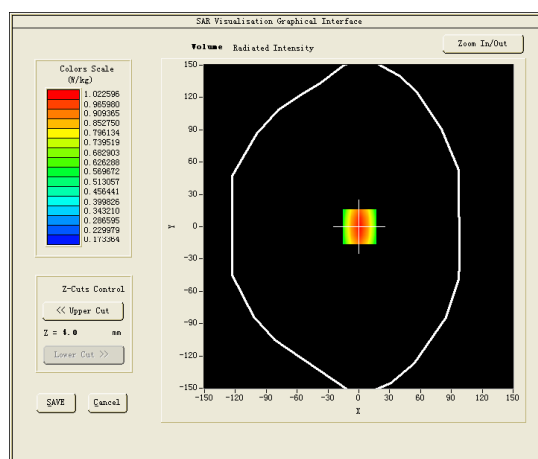 SAR Visualisation Graphical Interface
Volume Radiated Intensity
Zoom In/Out
Colors Scale
(W/kg)
1.022596
0.965980
0.909365
0.852750
0.796134
0.739519
0.682903
0.626288
0.569672
0.513057
0.456441
0.399826
0.343210
0.286595
0.229979
0.173364
Z-Cuts Control
<< Upper Cut
Z = 4.0 mm
Lower Cut >>
SAVE Cancel
150
120
90
60
30
Y 0
-30
-60
-90
-120
-150
-150 -120 -90 -60 -30 0 30 60 90 120 150
X